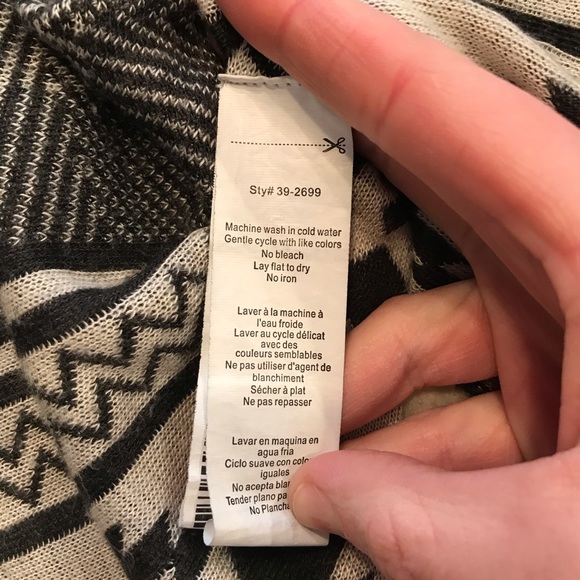 Sty# 39-2699
Machine wash in cold water
Gentle cycle with like colors
No bleach
Lay flat to dry
No iron
Laver à la machine à
l'eau froide
Laver au cycle délicat
avec des
couleurs semblables
Ne pas utiliser d'agent de
blanchiment
Sécher à plat
Ne pas repasser
Lavar en maquina en
agua fria
Ciclo suave con
iguales
No acepta
Tender plano
No